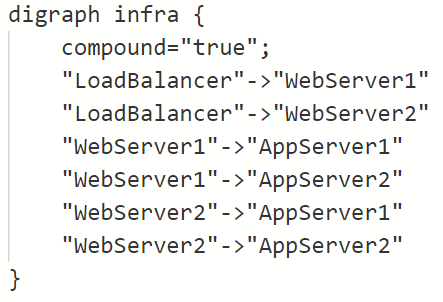 digraph infra {
    compound="true";
    "LoadBalancer"->"WebServer1"
    "LoadBalancer"->"WebServer2"
    "WebServer1"->"AppServer1"
    "WebServer1"->"AppServer2"
    "WebServer2"->"AppServer1"
    "WebServer2"->"AppServer2"
}